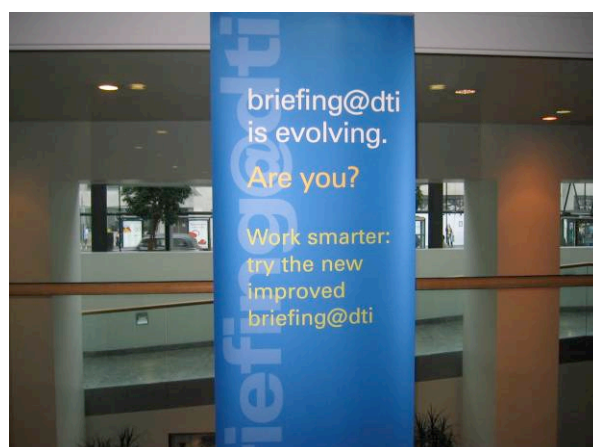 briefing@dti
briefing@dti
is evolving.
Are you?
Work smarter:
try the new
improved
briefing@dti